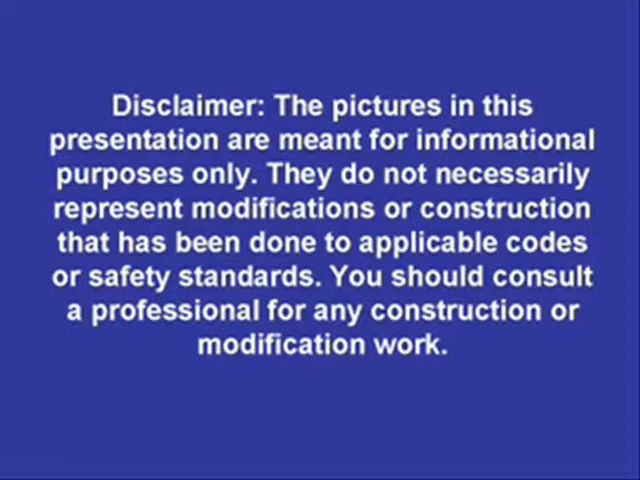 Disclaimer: The pictures in this
presentation are meant for informational
purposes only. They do not necessarily
represent modifications or construction
that has been done to applicable codes
or safety standards. You should consult
a professional for any construction or
modification work.